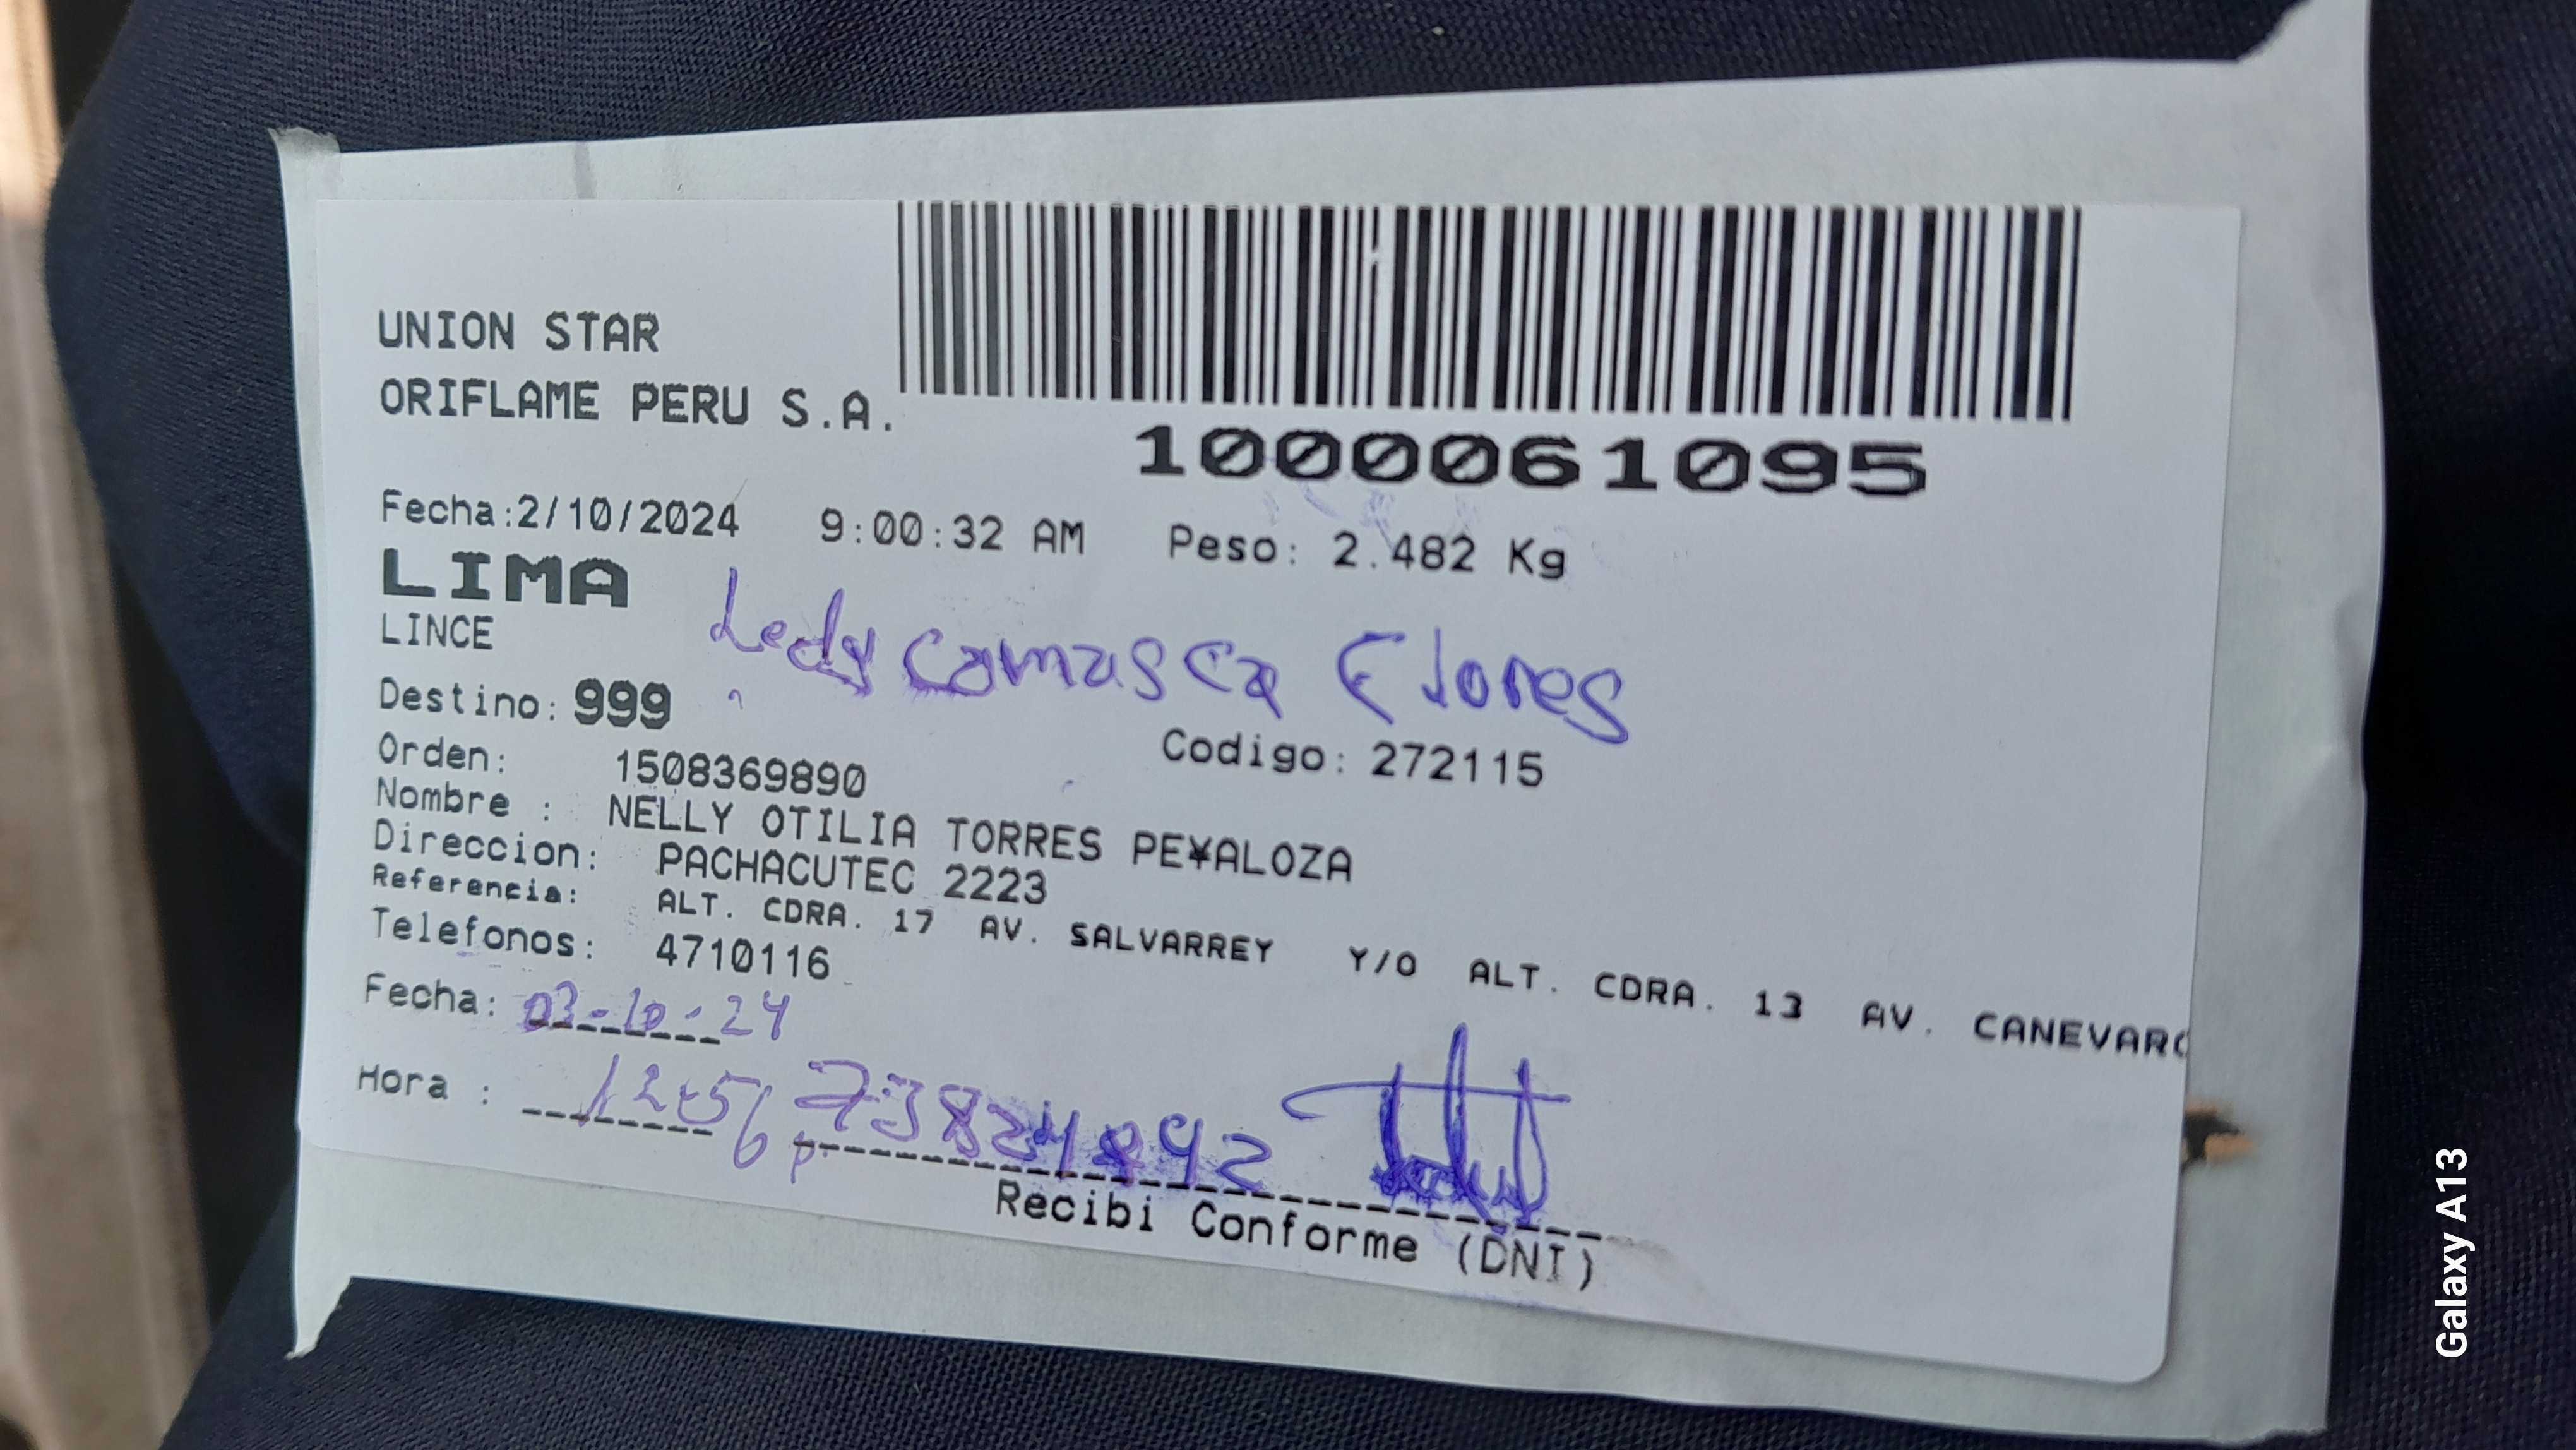 UNION STAR
ORIFLAME PERU S.A.
1000061095
Fecha:2/10/2024 9:00:32 AM Peso: 2.482 Kg
LIMA
LINCE
Ledy Camasca Flores
Destino: 999
Codigo: 272115
Orden: 1508369890
Nombre : NELLY OTILIA TORRES PE¥ALOZA
Direccion: PACHACUTEC 2223
Referencia: ALT. CDRA. 17 AV. SALVARREY Y/O ALT. CDRA. 13 AV. CANEVARO
Telefonos: 4710116
Fecha: 03-10-24
Hora : 12:56 p.
Recibi Conforme (DNI)
Galaxy A13